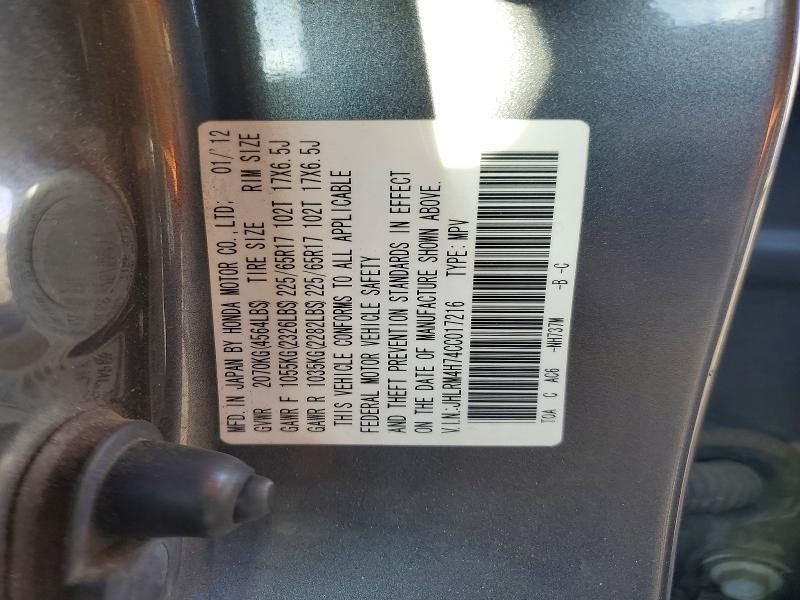 MFD. IN JAPAN BY HONDA MOTOR CO., LTD; 01/'12
GVWR 2070KG(4564LBS) TIRE SIZE RIM SIZE
GAWR F 1055KG(2326LBS)225/65R17 102T 17X6.5J
GAWR R 1035KG(2282LBS)225/65R17 102T 17X6.5J
THIS VEHICLE CONFORMS TO ALL APPLICABLE
FEDERAL MOTOR VEHICLE SAFETY
AND THEFT PREVENTION STANDARDS IN EFFECT
ON THE DATE OF MANUFACTURE SHOWN ABOVE.
V.I.N.:JHLRM4H74CC017216 TYPE: MPV
TOA C AC6 -NH737M -B -C